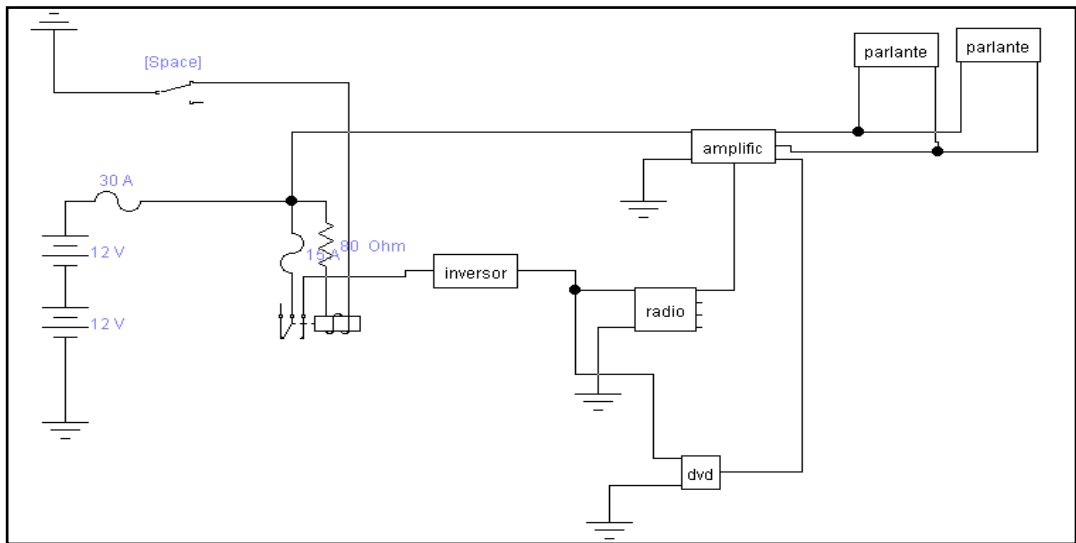 [Space]
parlante
parlante
amplific
30 A
12 V
15 A
80 Ohm
inversor
radio
12 V
dvd